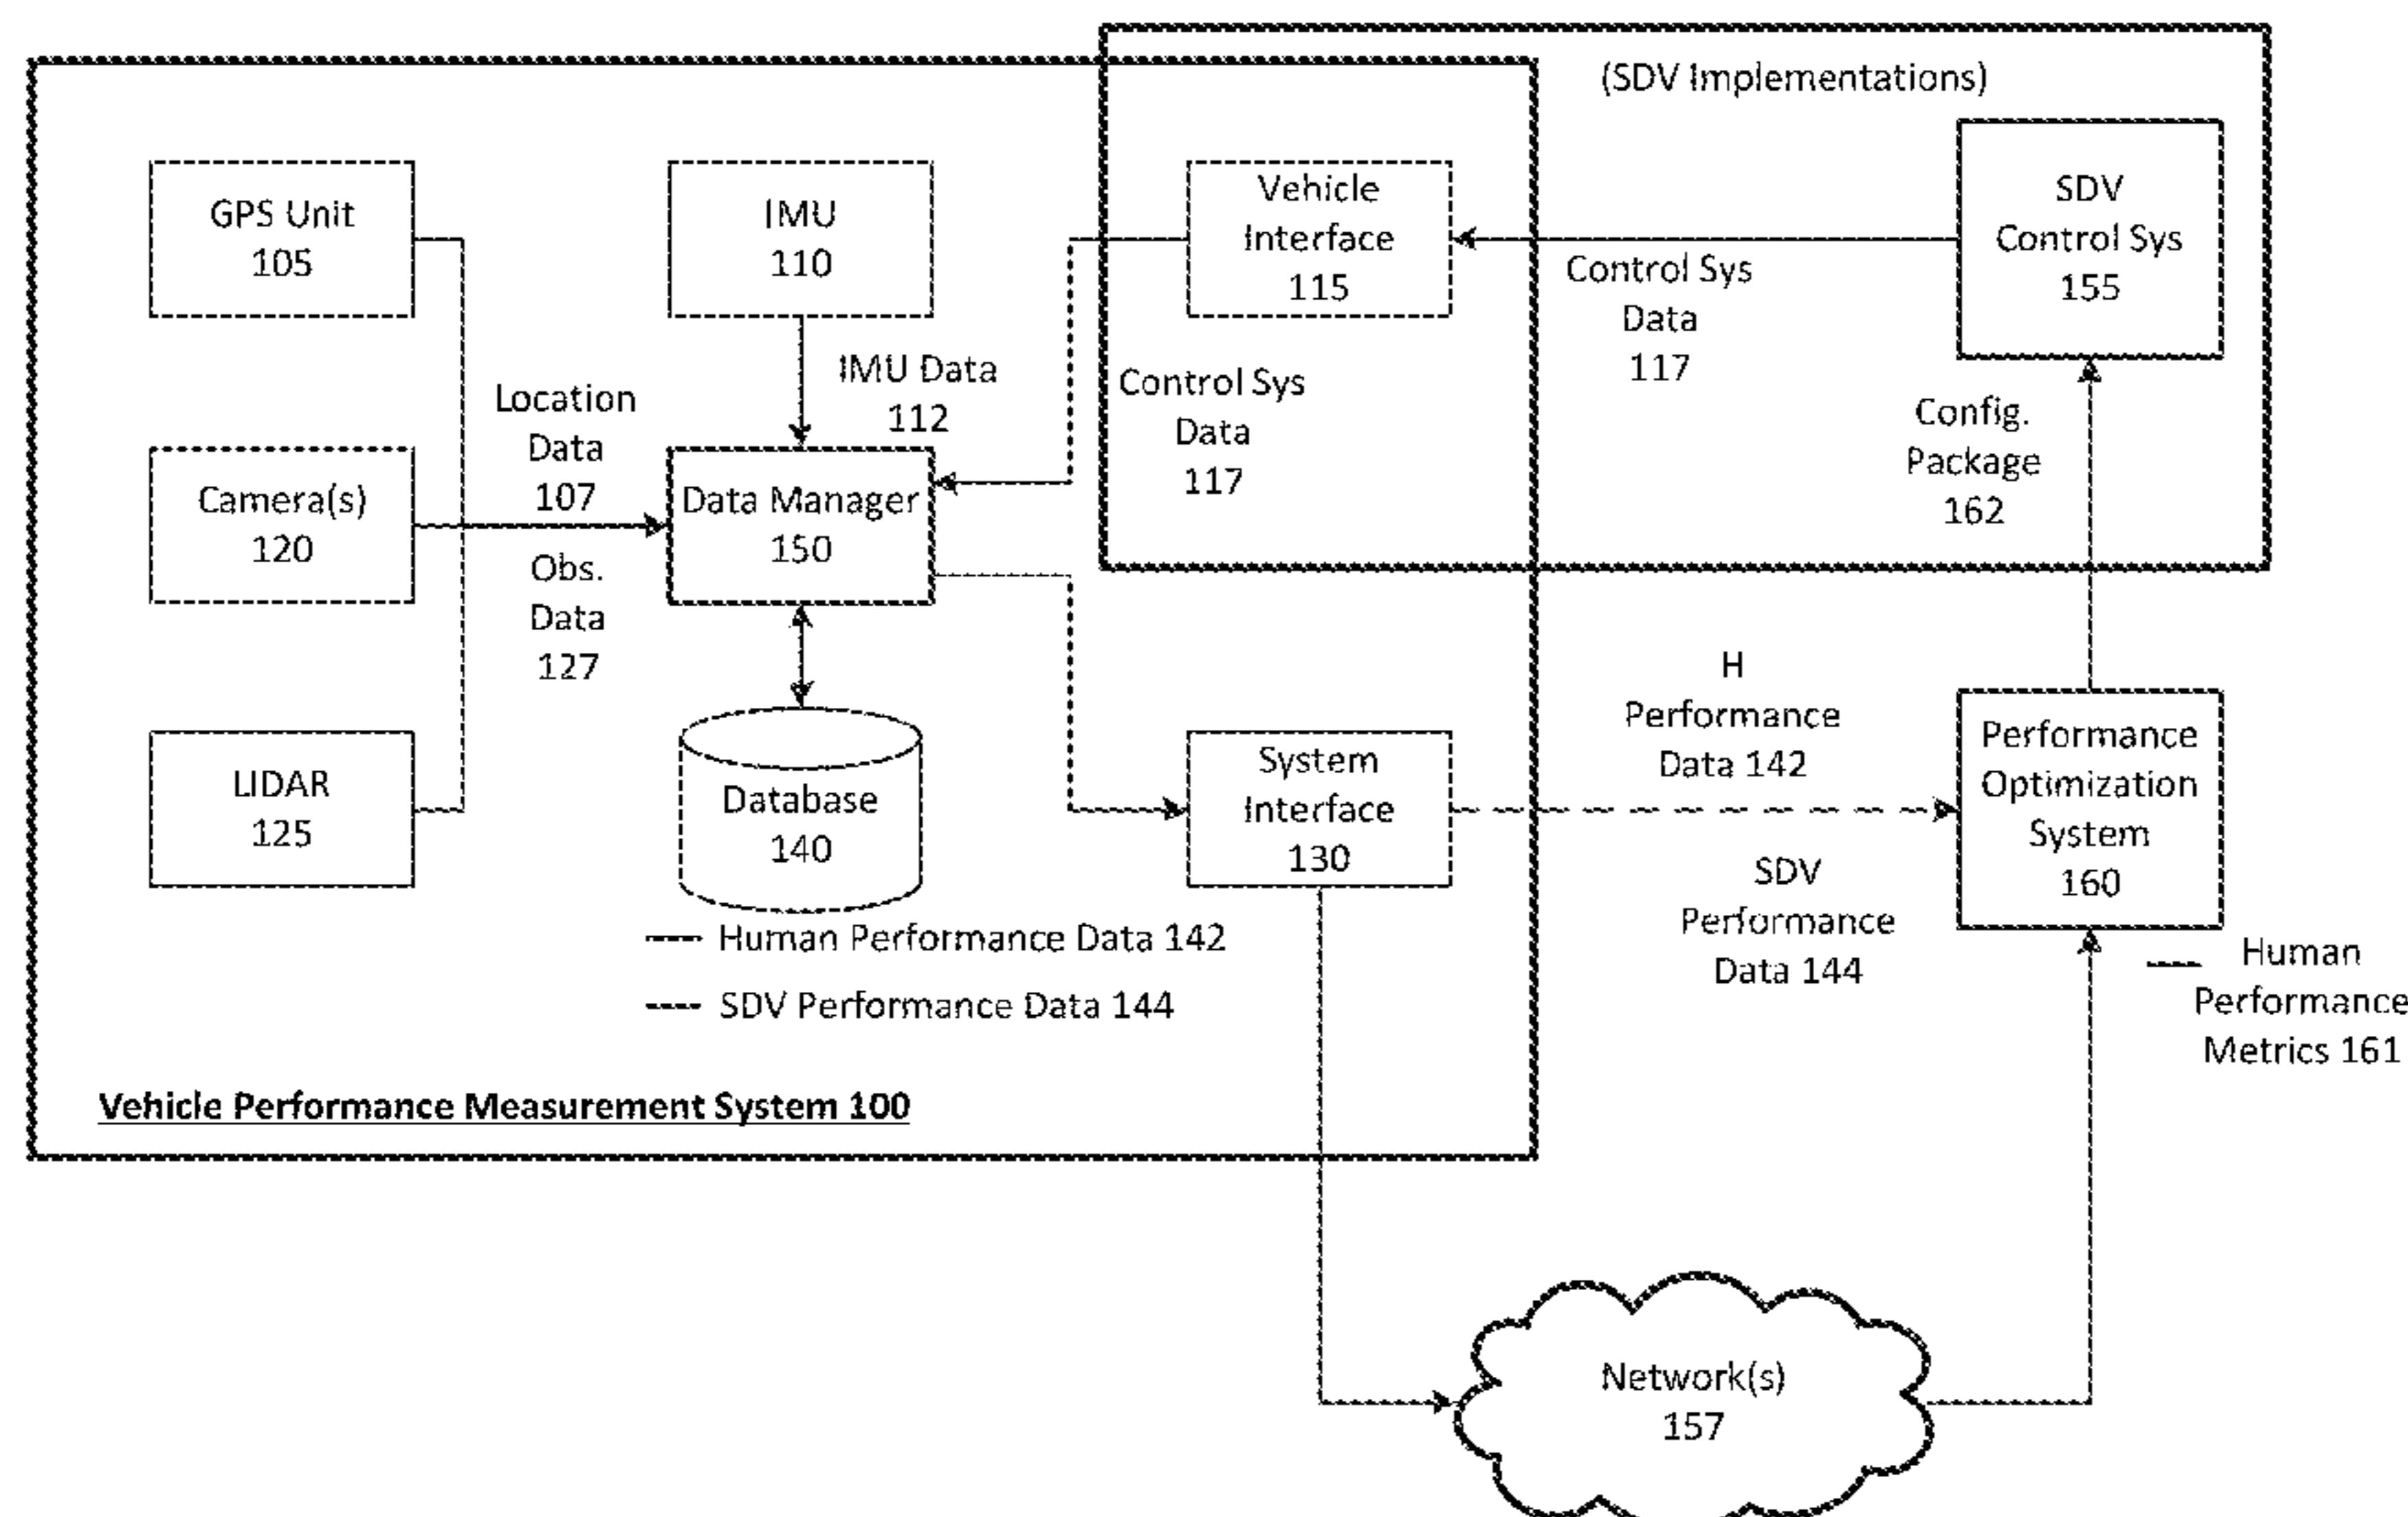 (SDV Implementations)
GPS Unit
105
IMU
110
Vehicle
Interface
115
SDV
Control Sys
155
Control Sys
Data
117
IMU Data
112
Location
Data
107
Control Sys
Data
117
Config.
Package
162
Camera(s)
120
Data Manager
150
Obs.
Data
127
H
Performance
Data 142
LIDAR
125
Database
140
System
Interface
130
Performance
Optimization
System
160
SDV
Performance
Data 144
Human Performance Data 142
SDV Performance Data 144
Human
Performance
Metrics 161
Vehicle Performance Measurement System 100
Network(s)
157